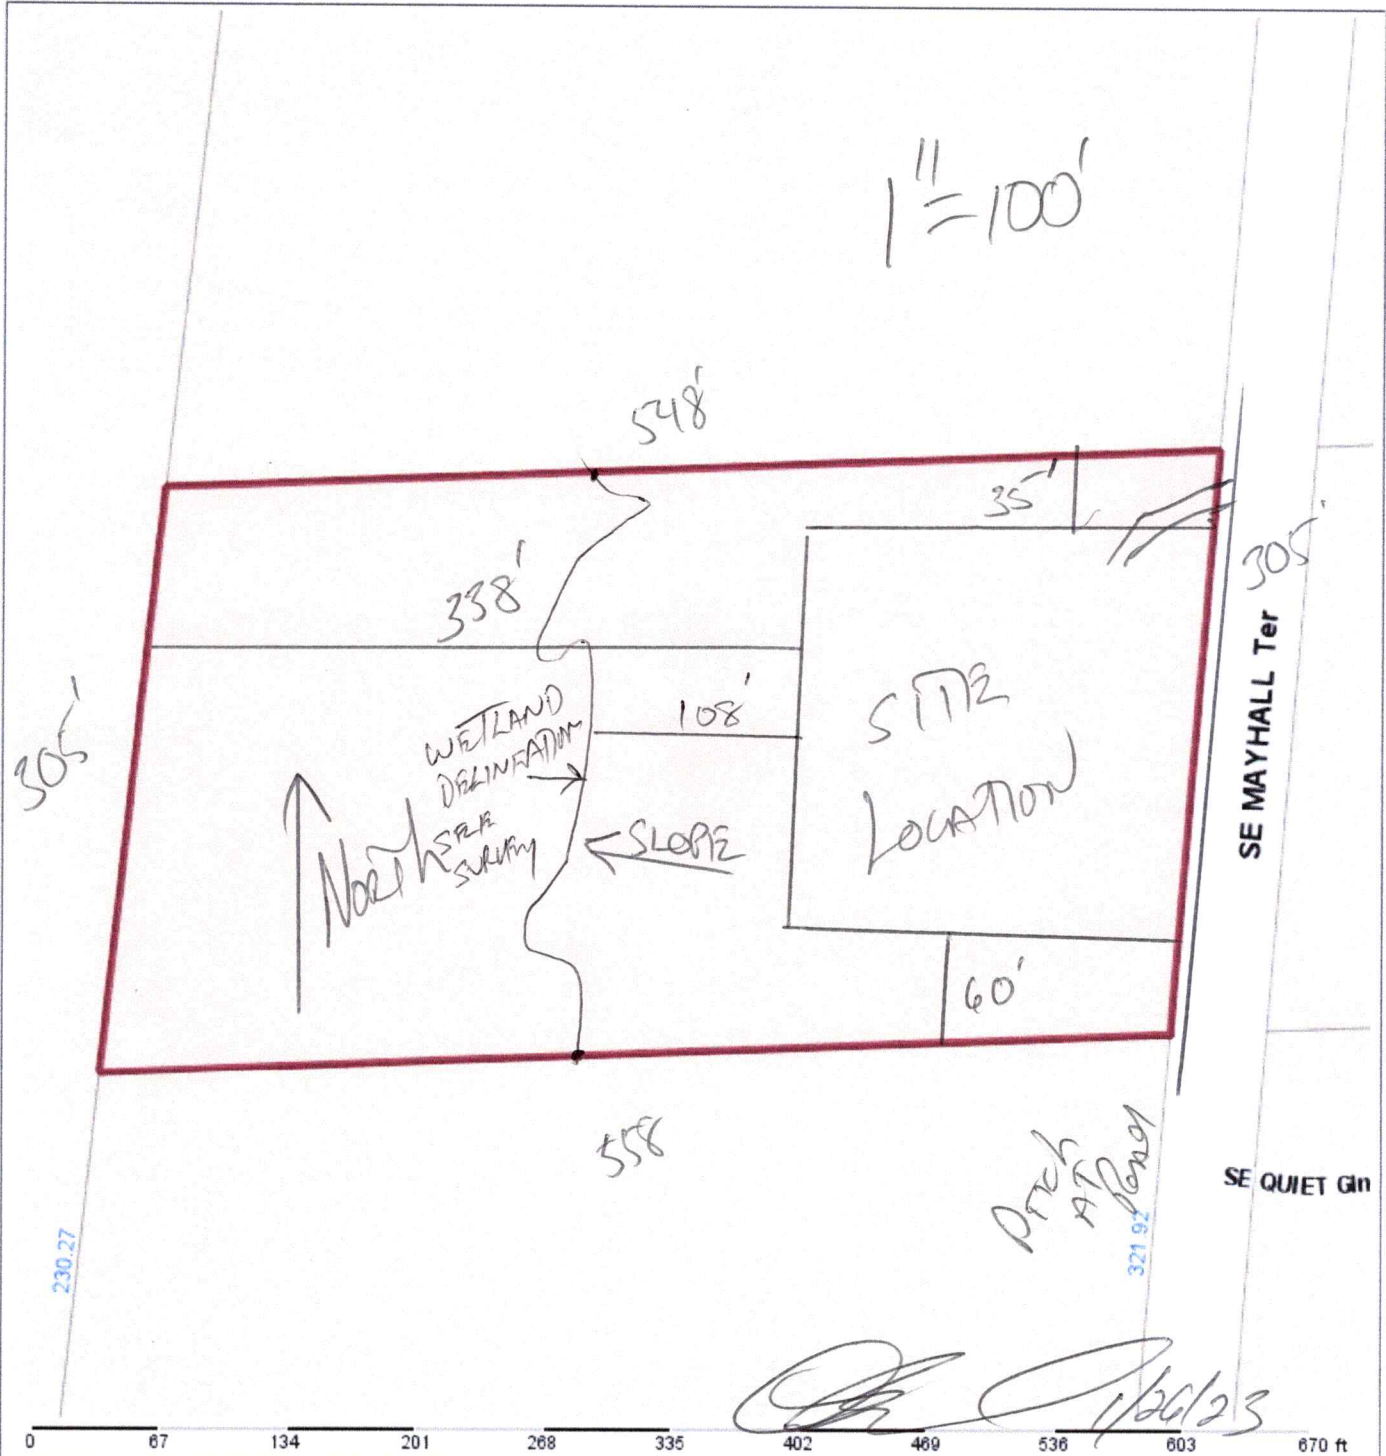 1"=100'
548'
35'
305'
338'
SE MAYHALL Ter
305'
108'
SITE
LOCATION
WETLAND
DELINEATION
SEE
SURVEY
NORTH
SLOPE
60'
558
DITCH
AT
ROAD
SE QUIET Gln
230.27
321.92
1/26/23
0 67 134 201 268 335 402 469 536 603 670 ft